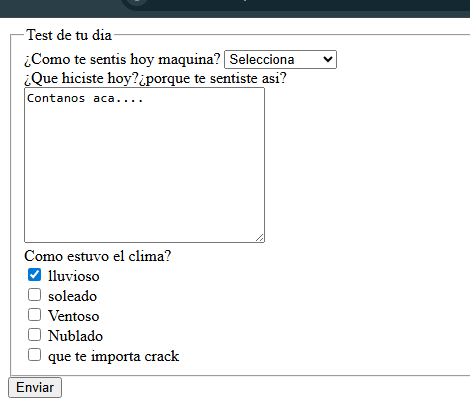 Test de tu dia
¿Como te sentis hoy maquina? Selecciona
¿Que hiciste hoy?¿porque te sentiste asi?
Contanos aca....
Como estuvo el clima?
lluvioso
soleado
Ventoso
Nublado
que te importa crack
Enviar